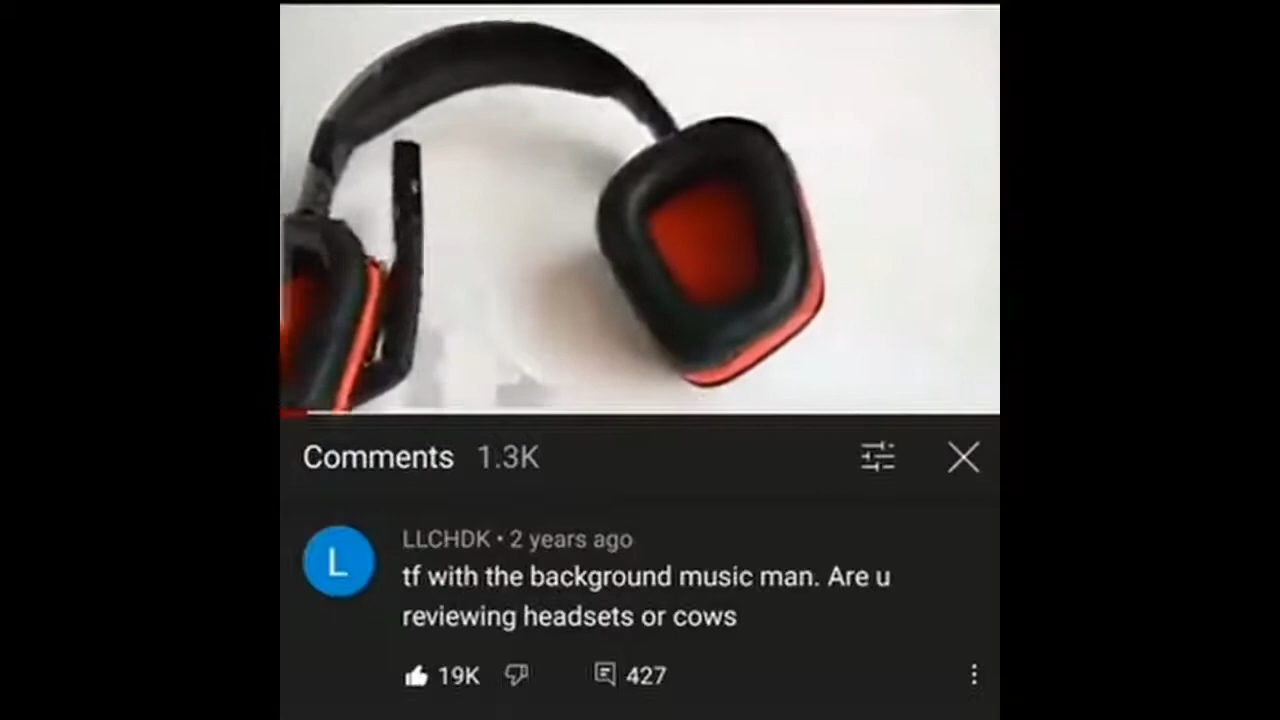 Comments 1.3K
L
LLCHDK • 2 years ago
tf with the background music man. Are u
reviewing headsets or cows
19K 427